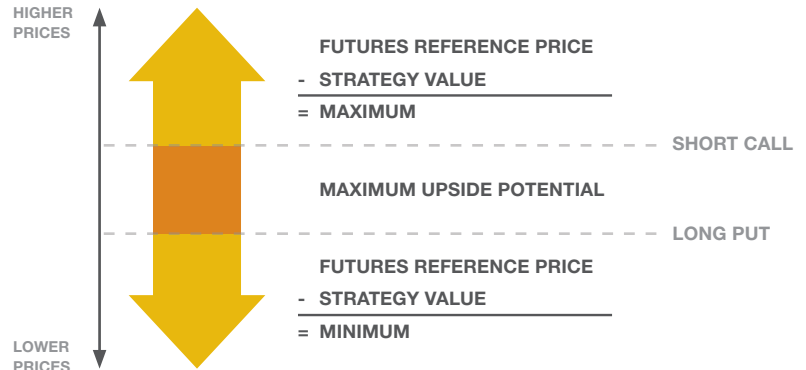 HIGHER
PRICES
FUTURES REFERENCE PRICE
- STRATEGY VALUE
= MAXIMUM
SHORT CALL
MAXIMUM UPSIDE POTENTIAL
LONG PUT
FUTURES REFERENCE PRICE
- STRATEGY VALUE
= MINIMUM
LOWER
PRICES